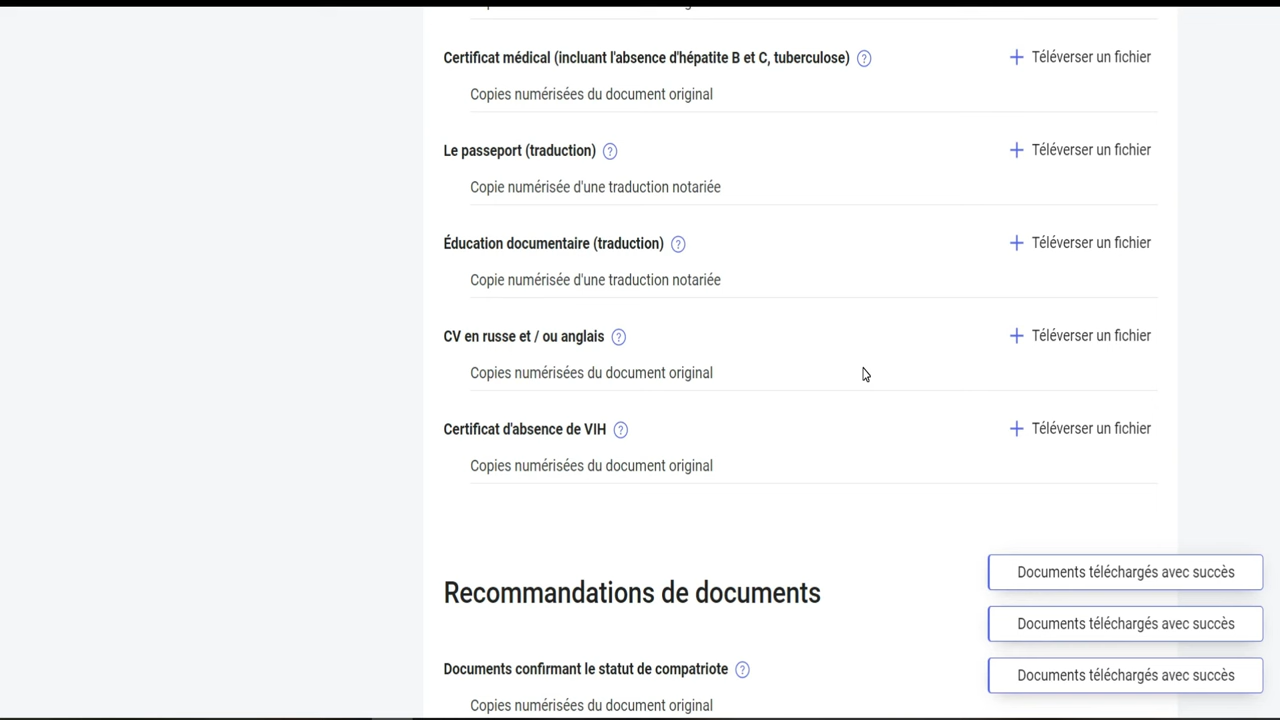 Certificat médical (incluant l'absence d'hépatite B et C, tuberculose) ? + Téléverser un fichier
Copies numérisées du document original
Le passeport (traduction) ? + Téléverser un fichier
Copie numérisée d'une traduction notariée
Éducation documentaire (traduction) ? + Téléverser un fichier
Copie numérisée d'une traduction notariée
CV en russe et / ou anglais ? + Téléverser un fichier
Copies numérisées du document original
Certificat d'absence de VIH ? + Téléverser un fichier
Copies numérisées du document original
Documents téléchargés avec succès
Recommandations de documents
Documents téléchargés avec succès
Documents confirmant le statut de compatriote ?
Documents téléchargés avec succès
Copies numérisées du document original